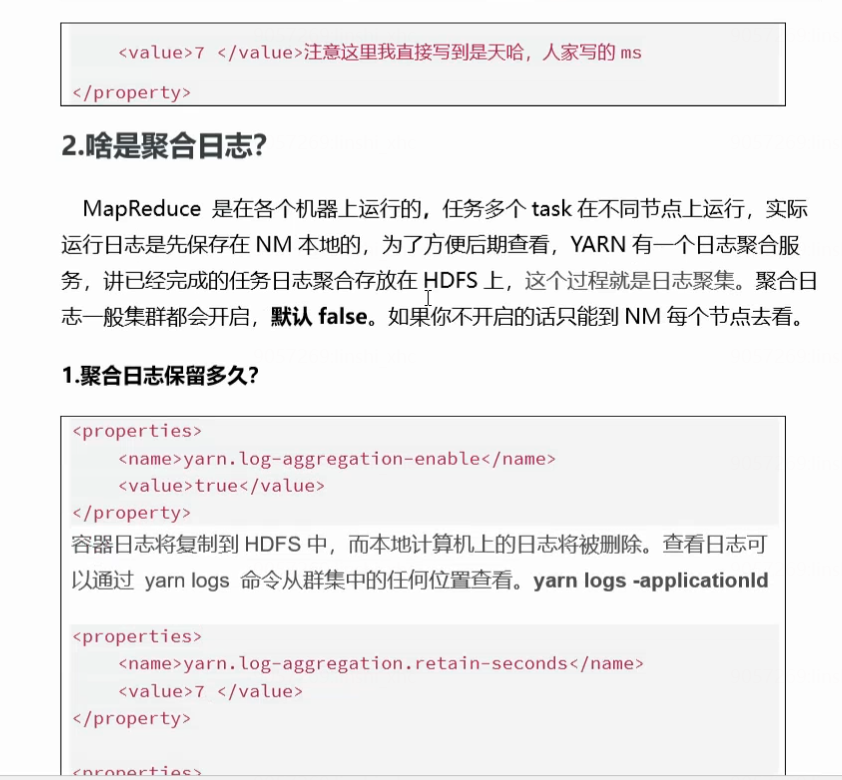 <value>7 </value>注意这里我直接写到是天哈，人家写的 ms
</property>
2.啥是聚合日志？
MapReduce 是在各个机器上运行的，任务多个 task 在不同节点上运行，实际
运行日志是先保存在 NM 本地的，为了方便后期查看，YARN 有一个日志聚合服
务，讲已经完成的任务日志聚合存放在 HDFS 上，这个过程就是日志聚集。聚合日
志一般集群都会开启，默认 false。如果你不开启的话只能到 NM 每个节点去看。
1.聚合日志保留多久？
<properties>
<name>yarn.log-aggregation-enable</name>
<value>true</value>
</property>
容器日志将复制到 HDFS 中，而本地计算机上的日志将被删除。查看日志可
以通过 yarn logs 命令从群集中的任何位置查看。yarn logs -applicationId
<properties>
<name>yarn.log-aggregation.retain-seconds</name>
<value>7 </value>
</property>
<properties>